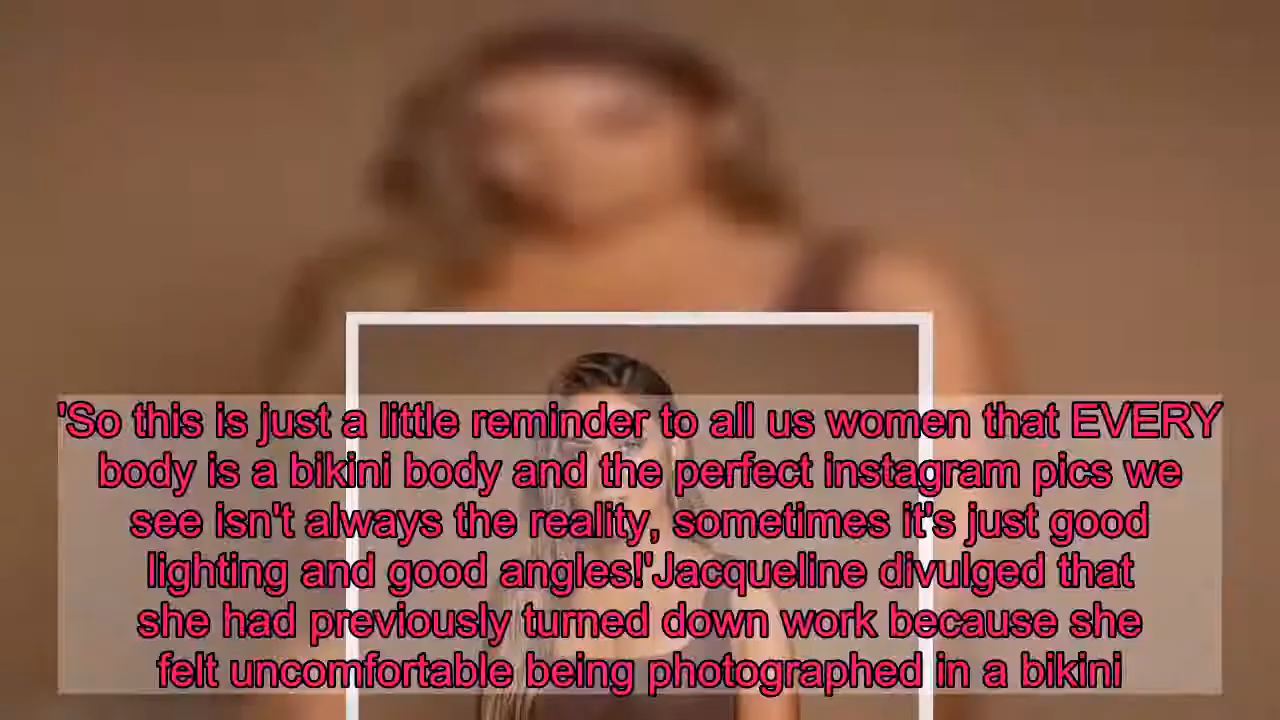 'So this is just a little reminder to all us women that EVERY
body is a bikini body and the perfect instagram pics we
see isn't always the reality, sometimes it's just good
lighting and good angles!'Jacqueline divulged that
she had previously turned down work because she
felt uncomfortable being photographed in a bikini